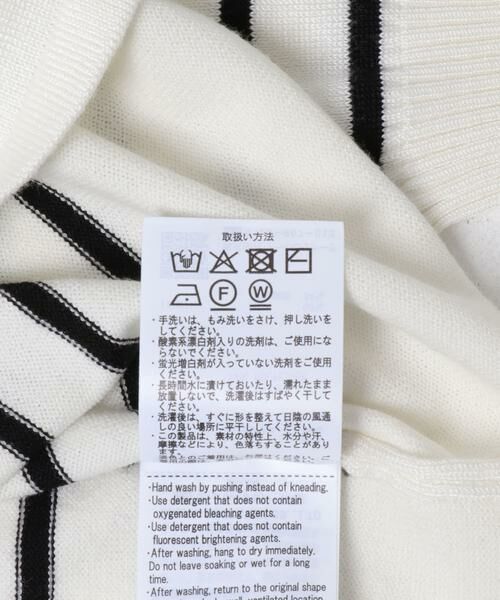 取扱い方法
F W
・手洗いは、もみ洗いをさけ、押し洗いを
してください。
・酸素系漂白剤入りの洗剤は、ご使用にな
らないでください。
・蛍光増白剤が入っていない洗剤をご使用
ください。
・長時間水に漬けておいたり、濡れたまま
放置しないで、洗濯後はすばやく干して
ください。
・洗濯後は、すぐに形を整えて日陰の風通
しの良い場所に平干ししてください。
・この製品は、素材の特性上、水分や汗、
摩擦などにより、色落ちすることがあり
ます。
・Hand wash by pushing instead of kneading.
・Use detergent that does not contain
oxygenated bleaching agents.
・Use detergent that does not contain
fluorescent brightening agents.
・After washing, hang to dry immediately.
Do not leave soaking or wet for a long
time.
・After washing, return to the original shape